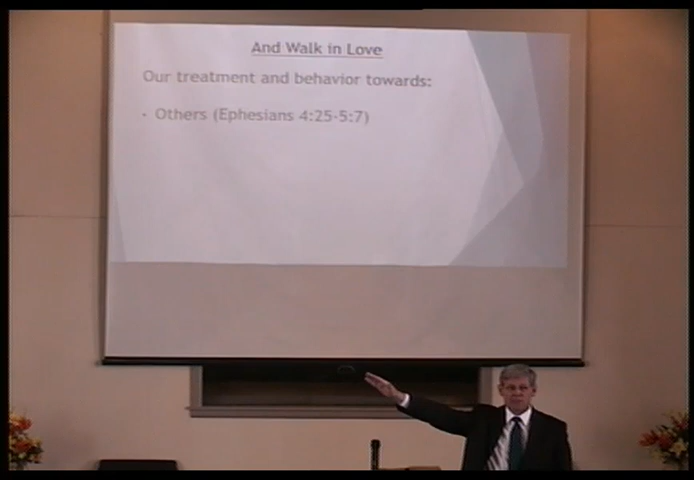 And Walk in Love
Our treatment and behavior towards:
• Others (Ephesians 4:25-5:7)